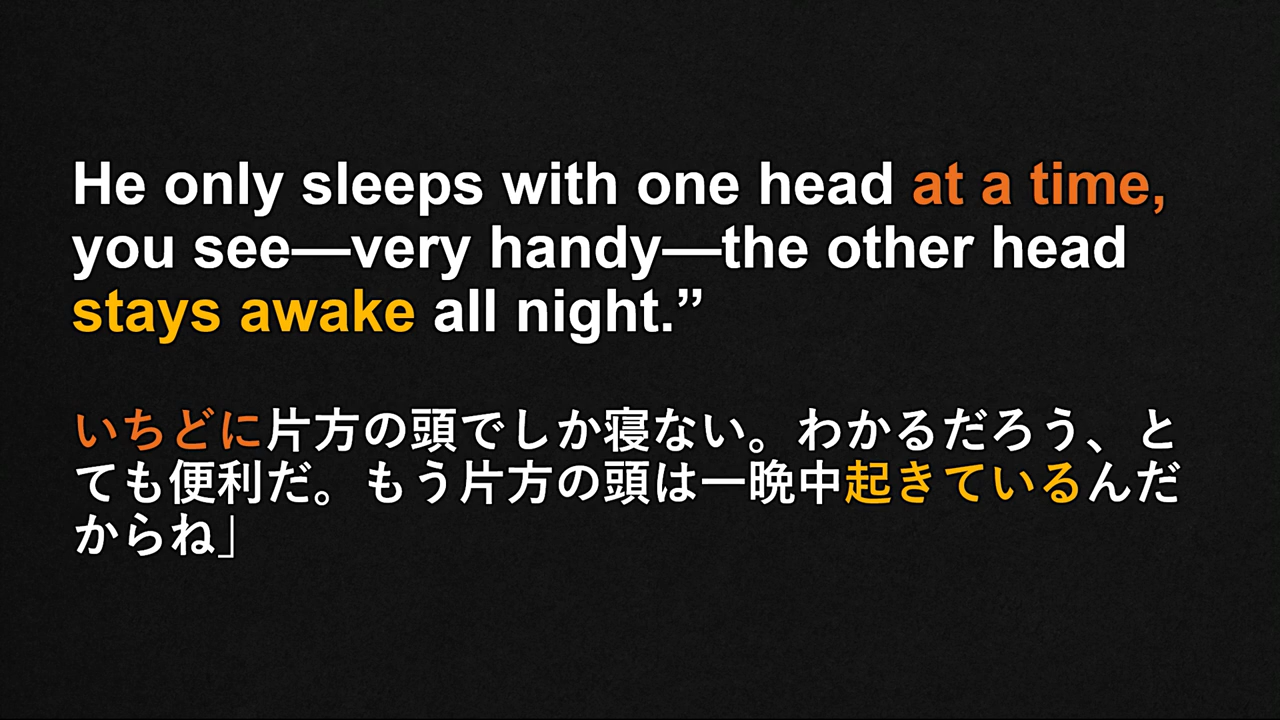 He only sleeps with one head at a time,
you see—very handy—the other head
stays awake all night.”
いちどに片方の頭でしか寝ない。わかるだろう、と
ても便利だ。もう片方の頭は一晩中起きているんだ
からね」